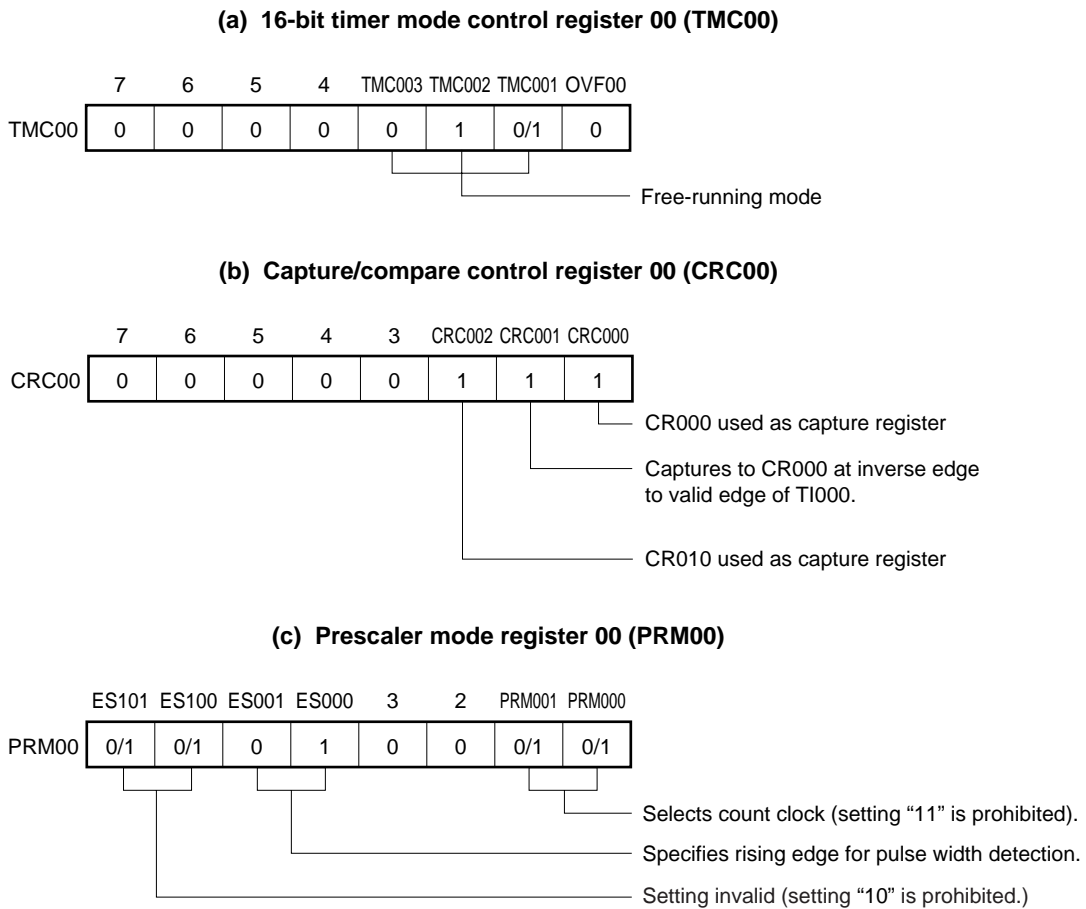 (a) 16-bit timer mode control register 00 (TMC00)
7 6 5 4 TMC003 TMC002 TMC001 OVF00
TMC00 0 0 0 0 0 1 0/1 0
Free-running mode
(b) Capture/compare control register 00 (CRC00)
7 6 5 4 3 CRC002 CRC001 CRC000
CRC00 0 0 0 0 0 1 1 1
CR000 used as capture register
Captures to CR000 at inverse edge
to valid edge of TI000.
CR010 used as capture register
(c) Prescaler mode register 00 (PRM00)
ES101 ES100 ES001 ES000 3 2 PRM001 PRM000
PRM00 0/1 0/1 0 1 0 0 0/1 0/1
Selects count clock (setting “11” is prohibited).
Specifies rising edge for pulse width detection.
Setting invalid (setting “10” is prohibited.)